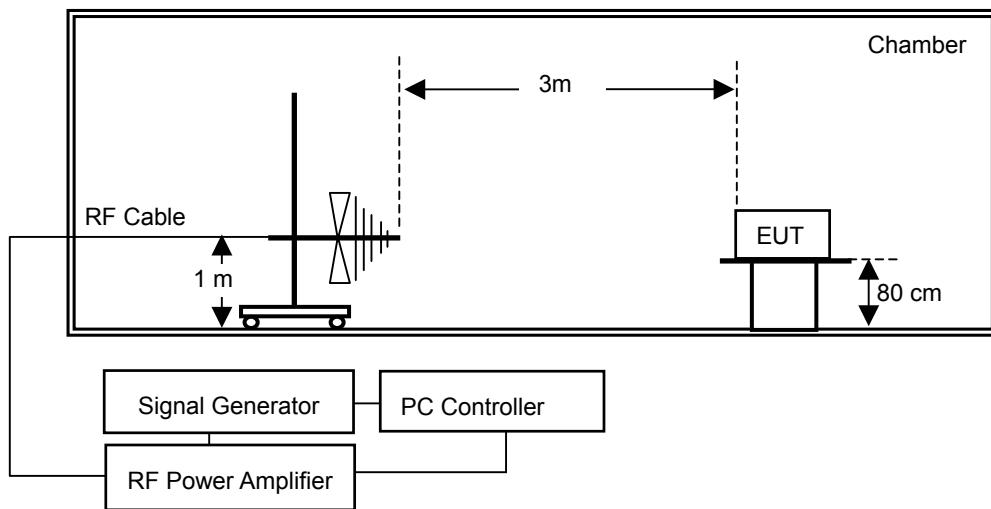 Chamber
3m
RF Cable
EUT
1 m
80 cm
Signal Generator
PC Controller
RF Power Amplifier